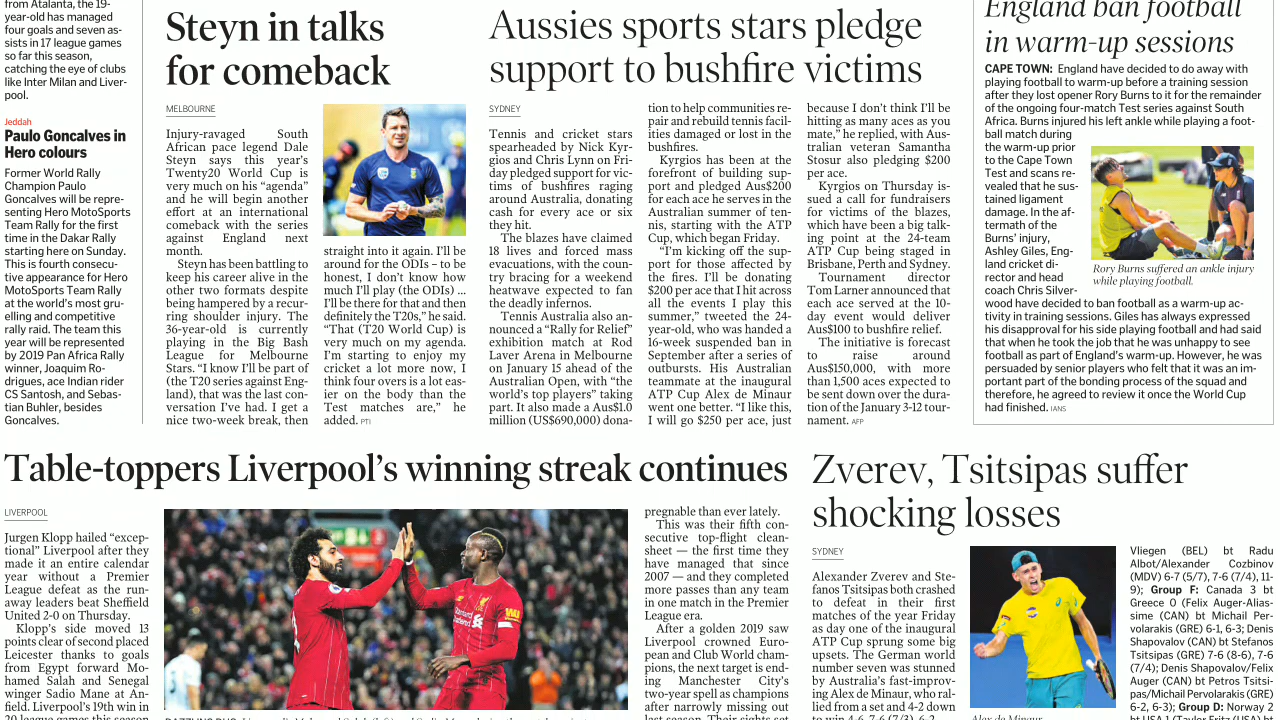 from Atalanta, the 19-
year-old has managed
four goals and seven as-
sists in 17 league games
so far this season,
catching the eye of clubs
like Inter Milan and Liver-
pool.
Jeddah
Paulo Goncalves in
Hero colours
Former World Rally
Champion Paulo
Goncalves will be repre-
senting Hero MotoSports
Team Rally for the first
time in the Dakar Rally
starting here on Sunday.
This is fourth consecu-
tive appearance for Hero
MotoSports Team Rally
at the world's most gru-
elling and competitive
rally raid. The team this
year will be represented
by 2019 Pan Africa Rally
winner, Joaquim Ro-
drigues, ace Indian rider
CS Santosh, and Sebas-
tian Buhler, besides
Goncalves.
Steyn in talks
for comeback
MELBOURNE
Injury-ravaged South
African pace legend Dale
Steyn says this year's
Twenty20 World Cup is
very much on his “agenda”
and he will begin another
effort at an international
comeback with the series
against England next
month.
Steyn has been battling to
keep his career alive in the
other two formats despite
being hampered by a recur-
ring shoulder injury. The
36-year-old is currently
playing in the Big Bash
League for Melbourne
Stars. “I know I'll be part of
(the T20 series against Eng-
land), that was the last con-
versation I've had. I get a
nice two-week break, then
straight into it again. I'll be
around for the ODIs – to be
honest, I don't know how
much I'll play (the ODIs) ...
I'll be there for that and then
definitely the T20s,” he said.
“That (T20 World Cup) is
very much on my agenda.
I'm starting to enjoy my
cricket a lot more now, I
think four overs is a lot eas-
ier on the body than the
Test matches are,” he
added. PTI
Aussies sports stars pledge
support to bushfire victims
SYDNEY
Tennis and cricket stars
spearheaded by Nick Kyr-
gios and Chris Lynn on Fri-
day pledged support for vic-
tims of bushfires raging
around Australia, donating
cash for every ace or six
they hit.
The blazes have claimed
18 lives and forced mass
evacuations, with the coun-
try bracing for a weekend
heatwave expected to fan
the deadly infernos.
Tennis Australia also an-
nounced a “Rally for Relief”
exhibition match at Rod
Laver Arena in Melbourne
on January 15 ahead of the
Australian Open, with “the
world's top players” taking
part. It also made a Aus$1.0
million (US$690,000) dona-
tion to help communities re-
pair and rebuild tennis facil-
ities damaged or lost in the
bushfires.
Kyrgios has been at the
forefront of building sup-
port and pledged Aus$200
for each ace he serves in the
Australian summer of ten-
nis, starting with the ATP
Cup, which began Friday.
“I'm kicking off the sup-
port for those affected by
the fires. I'll be donating
$200 per ace that I hit across
all the events I play this
summer,” tweeted the 24-
year-old, who was handed a
16-week suspended ban in
September after a series of
outbursts. His Australian
teammate at the inaugural
ATP Cup Alex de Minaur
went one better. “I like this,
I will go $250 per ace, just
because I don't think I'll be
hitting as many aces as you
mate,” he replied, with Aus-
tralian veteran Samantha
Stosur also pledging $200
per ace.
Kyrgios on Thursday is-
sued a call for fundraisers
for victims of the blazes,
which have been a big talk-
ing point at the 24-team
ATP Cup being staged in
Brisbane, Perth and Sydney.
Tournament director
Tom Larner announced that
each ace served at the 10-
day event would deliver
Aus$100 to bushfire relief.
The initiative is forecast
to raise around
Aus$150,000, with more
than 1,500 aces expected to
be sent down over the dura-
tion of the January 3-12 tour-
nament. AFP
England ban football
in warm-up sessions
CAPE TOWN: England have decided to do away with
playing football to warm-up before a training session
after they lost opener Rory Burns to it for the remainder
of the ongoing four-match Test series against South
Africa. Burns injured his left ankle while playing a foot-
ball match during
the warm-up prior
to the Cape Town
Test and scans re-
vealed that he sus-
tained ligament
damage. In the af-
termath of the
Burns' injury,
Ashley Giles, Eng-
land cricket di-
rector and head
coach Chris Silver-
wood have decided to ban football as a warm-up ac-
tivity in training sessions. Giles has always expressed
his disapproval for his side playing football and had said
that when he took the job that he was unhappy to see
football as part of England's warm-up. However, he was
persuaded by senior players who felt that it was an im-
portant part of the bonding process of the squad and
therefore, he agreed to review it once the World Cup
had finished. IANS
Rory Burns suffered an ankle injury
while playing football.
Table-toppers Liverpool's winning streak continues
LIVERPOOL
Jurgen Klopp hailed “excep-
tional” Liverpool after they
made it an entire calendar
year without a Premier
League defeat as the run-
away leaders beat Sheffield
United 2-0 on Thursday.
Klopp's side moved 13
points clear of second placed
Leicester thanks to goals
from Egypt forward Mo-
hamed Salah and Senegal
winger Sadio Mane at An-
field. Liverpool's 19th win in
20 league games this season
pregnable than ever lately.
This was their fifth con-
secutive top-flight clean-
sheet — the first time they
have managed that since
2007 — and they completed
more passes than any team
in one match in the Premier
League era.
After a golden 2019 saw
Liverpool crowned Euro-
pean and Club World cham-
pions, the next target is end-
ing Manchester City's
two-year spell as champions
after narrowly missing out
last season. Their sights set
Zverev, Tsitsipas suffer
shocking losses
SYDNEY
Alexander Zverev and Ste-
fanos Tsitsipas both crashed
to defeat in their first
matches of the year Friday
as day one of the inaugural
ATP Cup sprung some big
upsets. The German world
number seven was stunned
by Australia's fast-improv-
ing Alex de Minaur, who ral-
lied from a set and 4-2 down
to win 4-6, 7-6 (7/3), 6-2
Alex de Minaur
Vliegen (BEL) bt Radu
Albot/Alexander Cozbinov
(MDV) 6-7 (5/7), 7-6 (7/4), 11-
9); Group F: Canada 3 bt
Greece 0 (Felix Auger-Alias-
sime (CAN) bt Michail Per-
volarakis (GRE) 6-1, 6-3; Denis
Shapovalov (CAN) bt Stefanos
Tsitsipas (GRE) 7-6 (8-6), 7-6
(7/4); Denis Shapovalov/Felix
Auger (CAN) bt Petros Tsitsi-
pas/Michail Pervolarakis (GRE)
6-2, 6-3); Group D: Norway 2